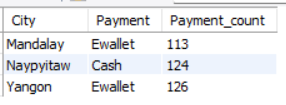 City Payment Payment_count
Mandalay Ewallet 113
Naypyitaw Cash 124
Yangon Ewallet 126